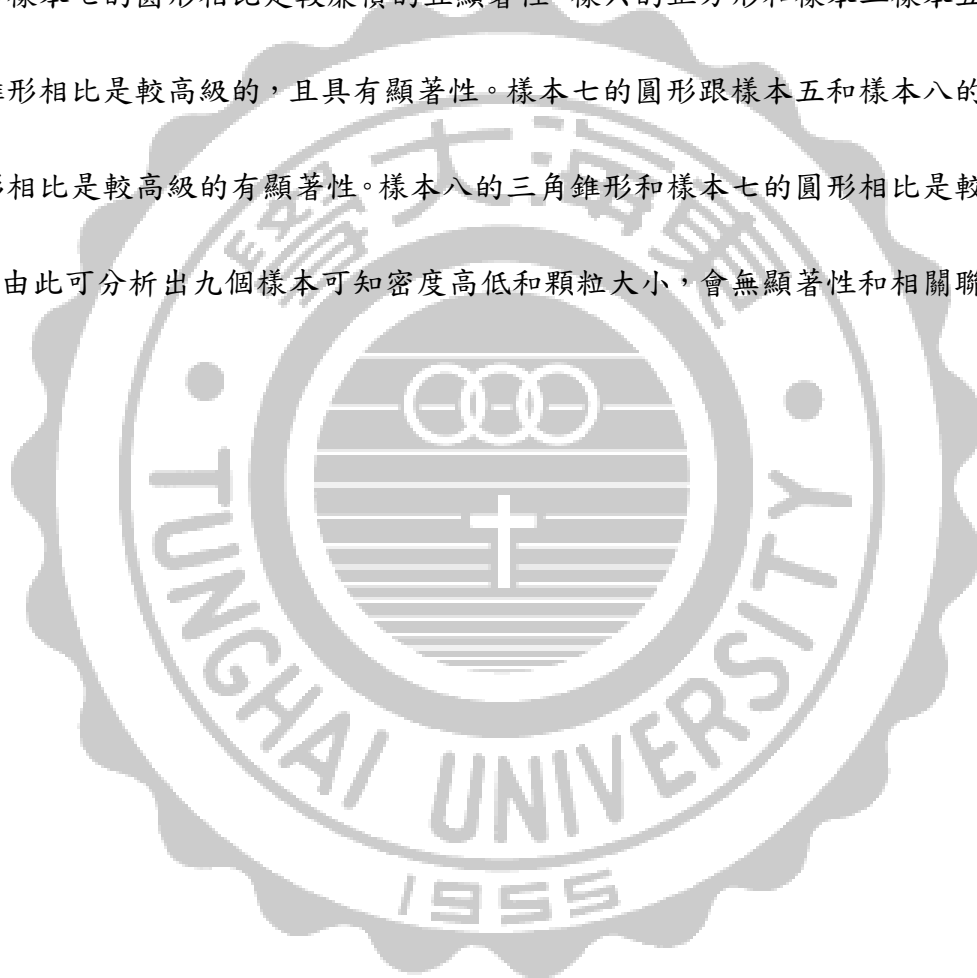 樣本七的圓形相比是較廉價的且顯著性
樣六的正方形和樣本二樣本五
錐形相比是較高級的，且具有顯著性。樣本七的圓形跟樣本五和樣本八的
相比是較高級的有顯著性。樣本八的三角錐形和樣本七的圓形相比是較
由此可分析出九個樣本可知密度高低和顆粒大小，會無顯著性和相關聯
學大海東
TUNGHAI UNIVERSITY
1955